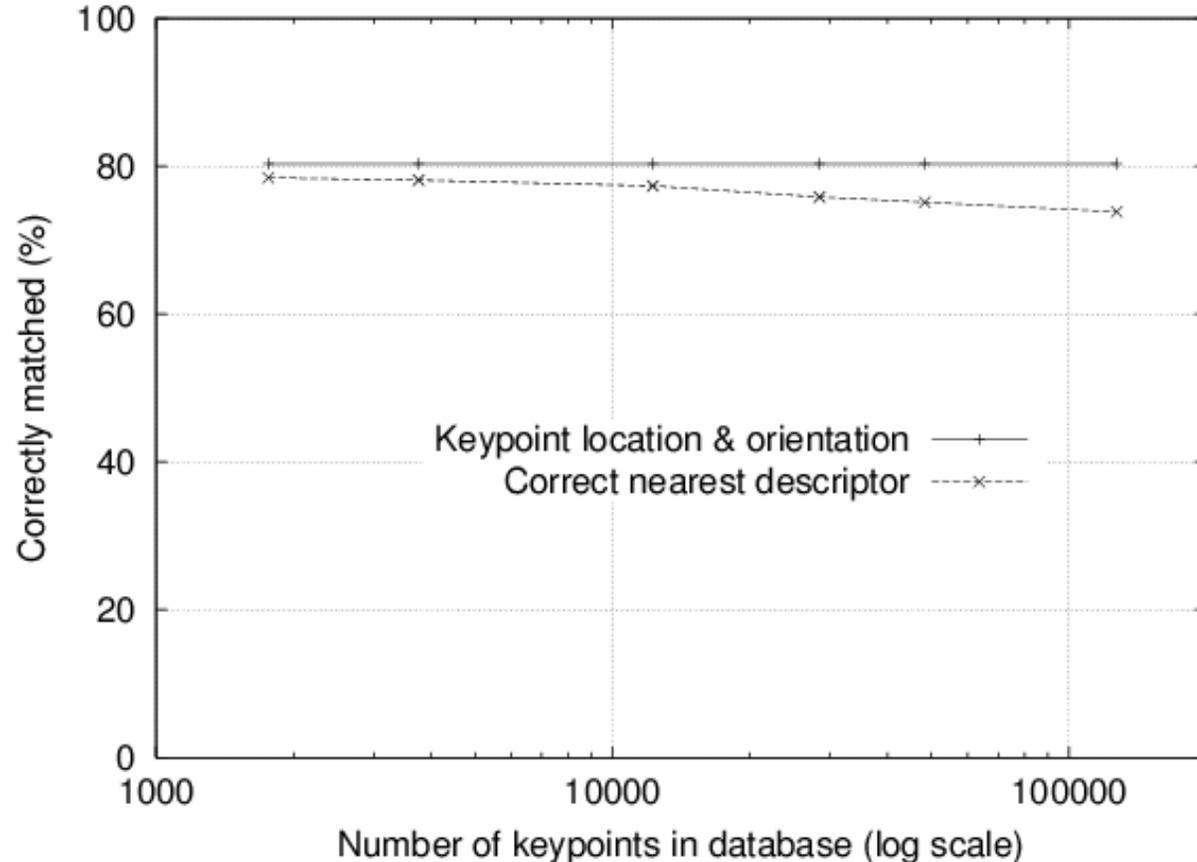 100
80
60
40
20
0
Correctly matched (%)
Keypoint location & orientation
Correct nearest descriptor
1000 10000 100000
Number of keypoints in database (log scale)